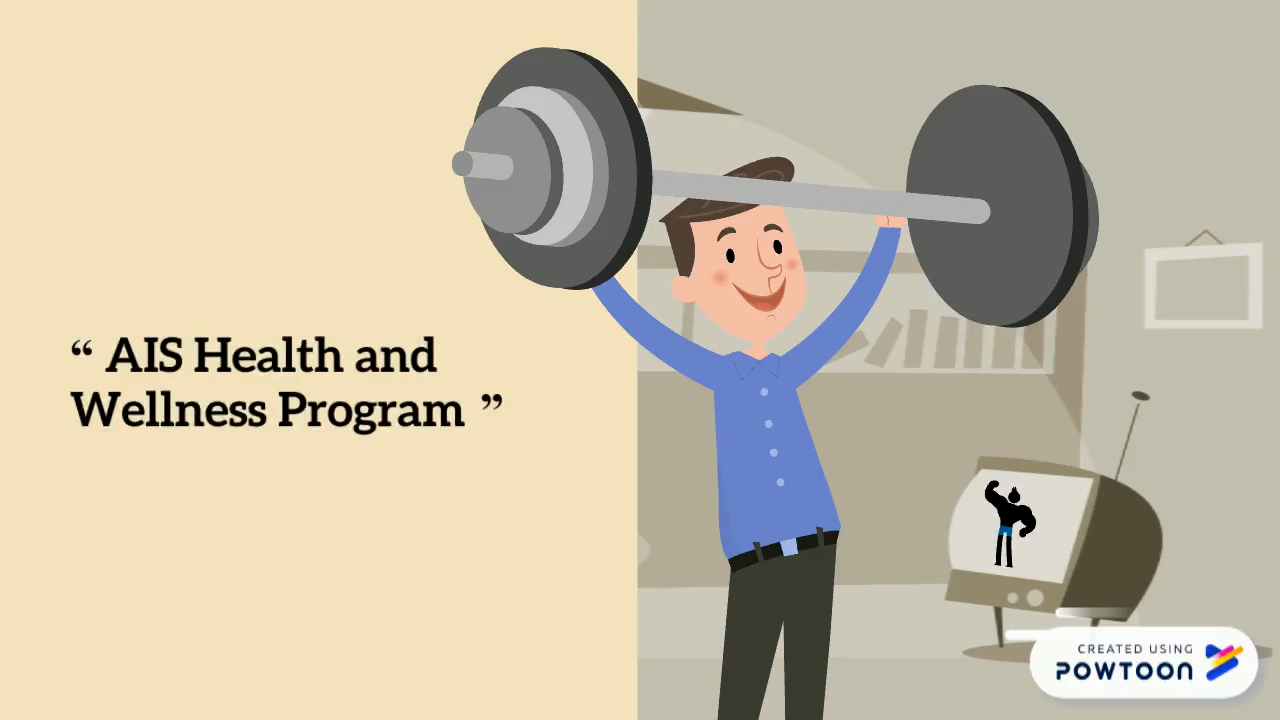 “ AIS Health and
Wellness Program ”
CREATED USING
POWTOON